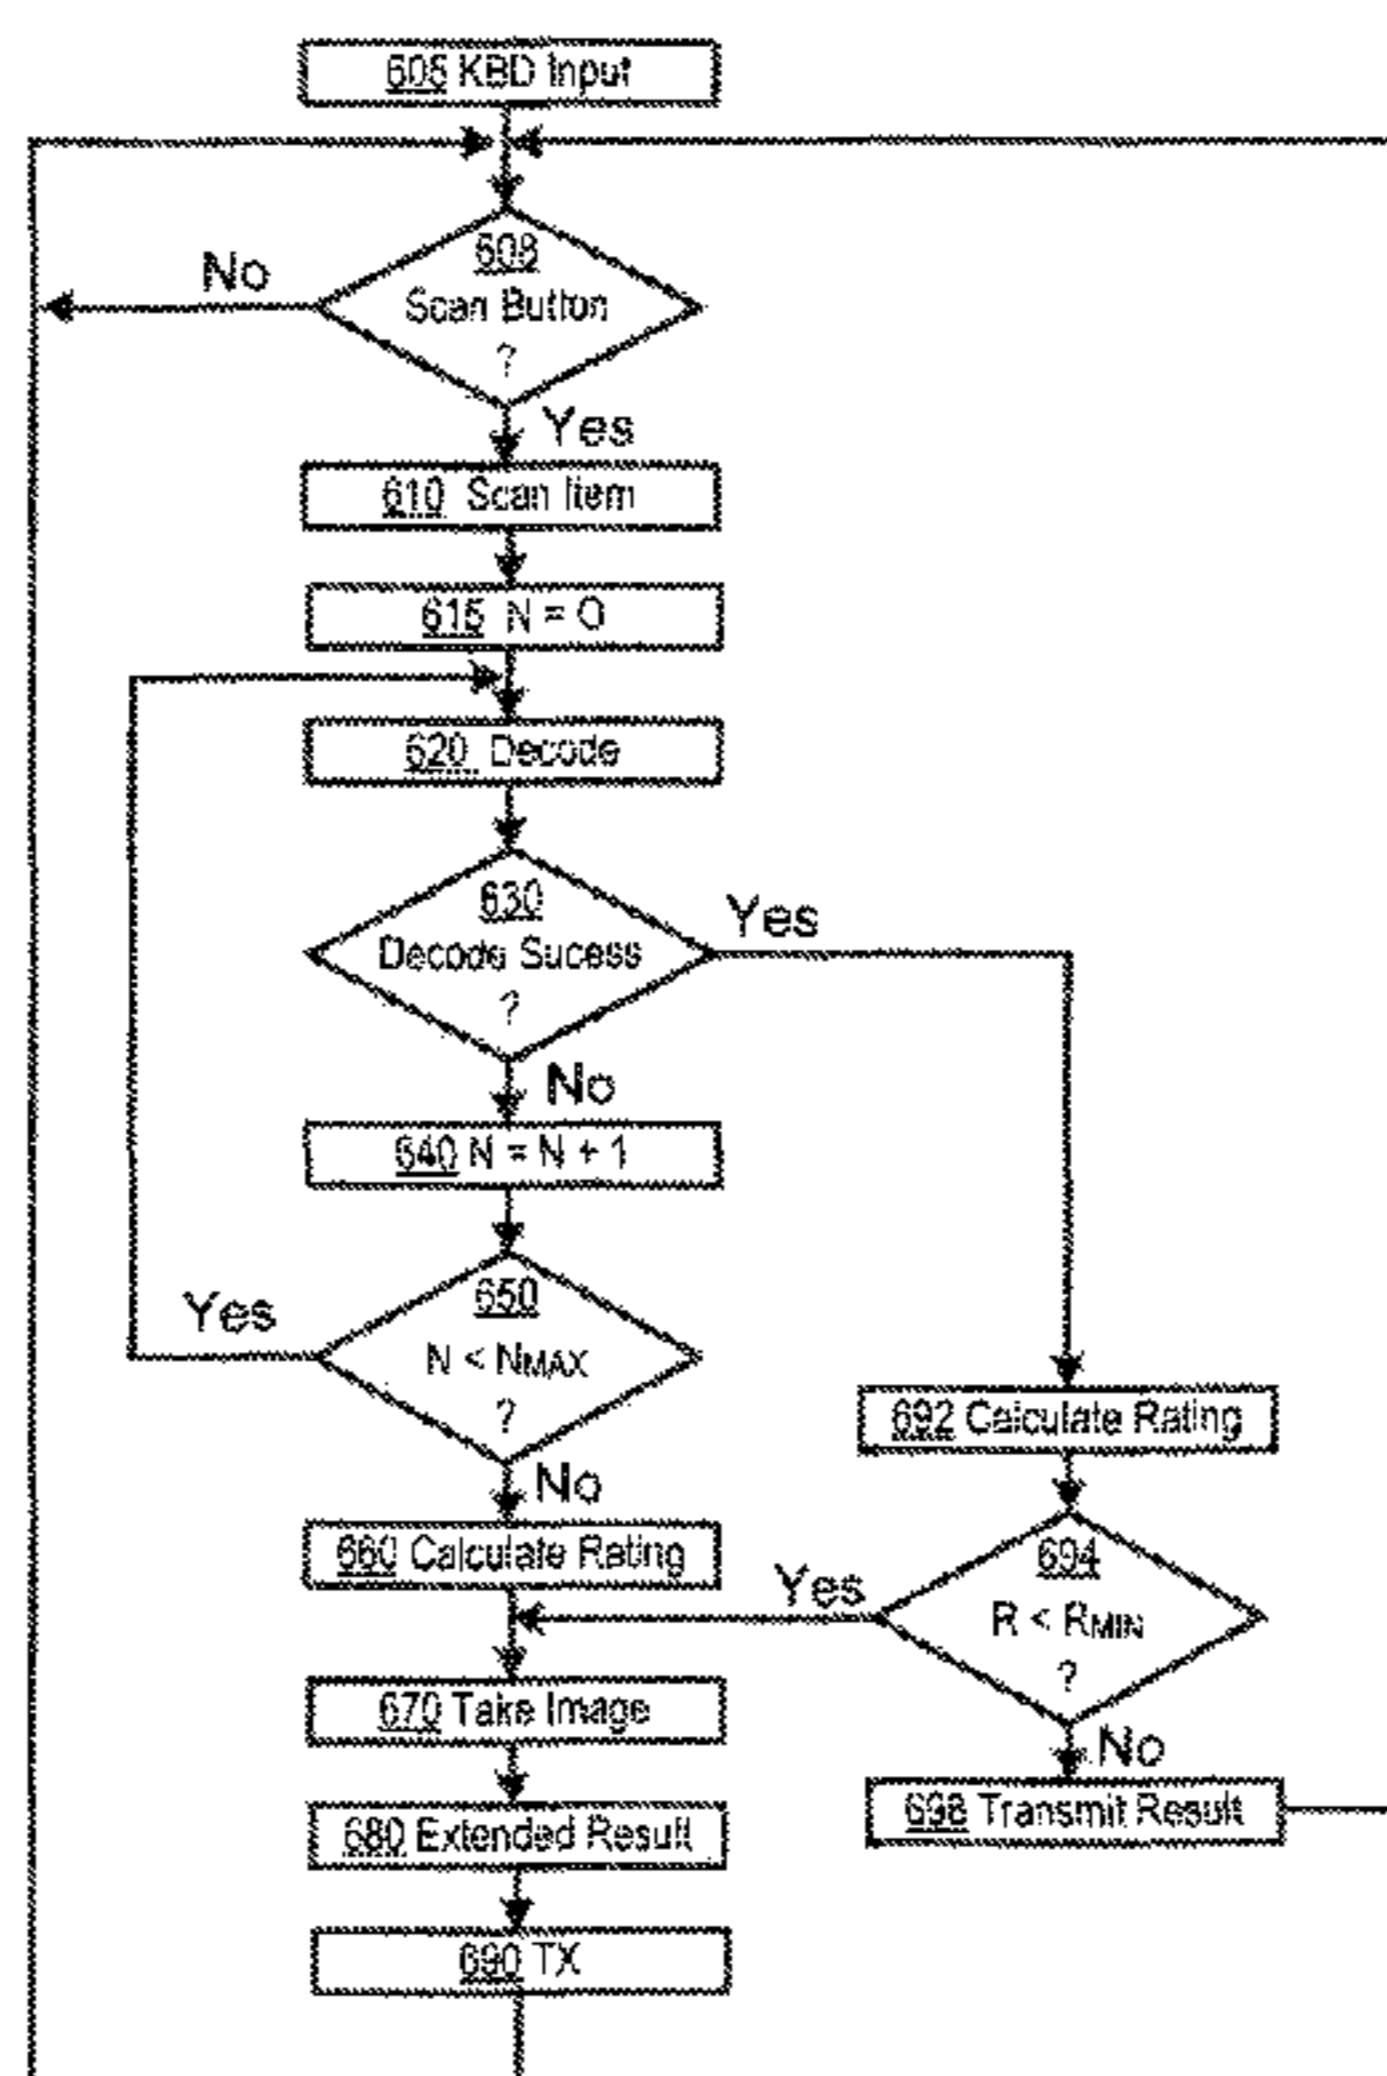 605 KBD Input
608
No
Scan Button
?
Yes
610 Scan Item
615 N = O
620 Decode
630
Yes
Decode Sucess
?
No
640 N = N + 1
650
Yes
N < NMAX
?
692 Calculate Rating
No
660 Calculate Rating
694
Yes
R < RMIN
?
670 Take Image
No
698 Transmit Result
680 Extended Result
690 TX